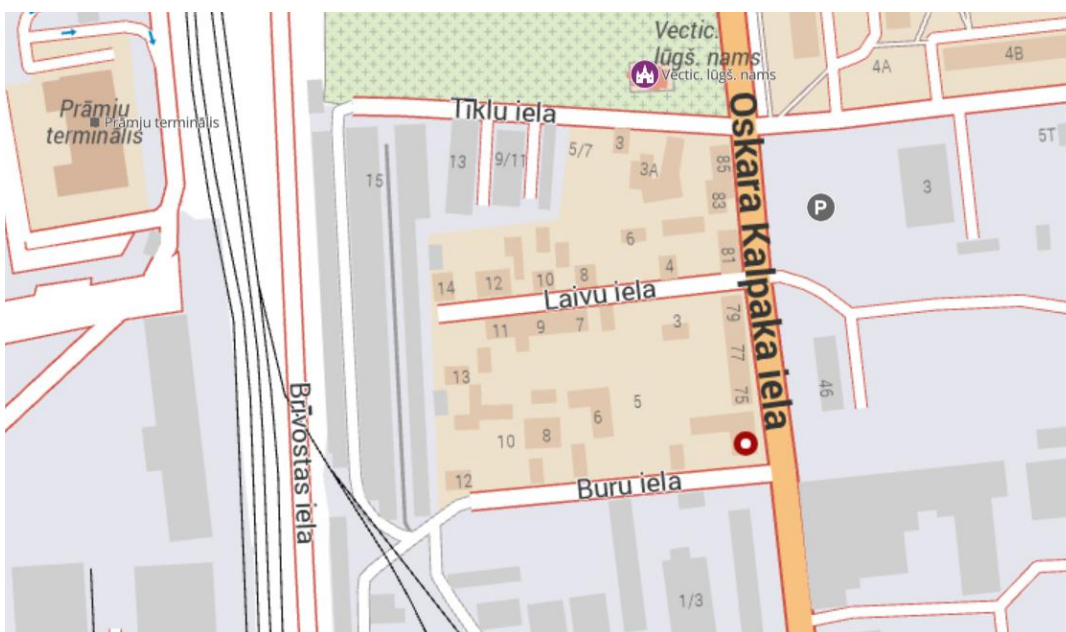 Vectic.
lūgš. nams
Vectic. lūgš. nams
4A
4B
Prāmju
terminālis
Prāmju terminālis
Tīklu iela
Oskara Kalpaka iela
5T
13
9/11
5/7
3
3A
85
3
15
83
P
6
81
4
14
12
10
8
Laivu iela
79
11
9
7
3
77
13
46
75
Brīvostas iela
5
6
10
8
12
Buru iela
1/3